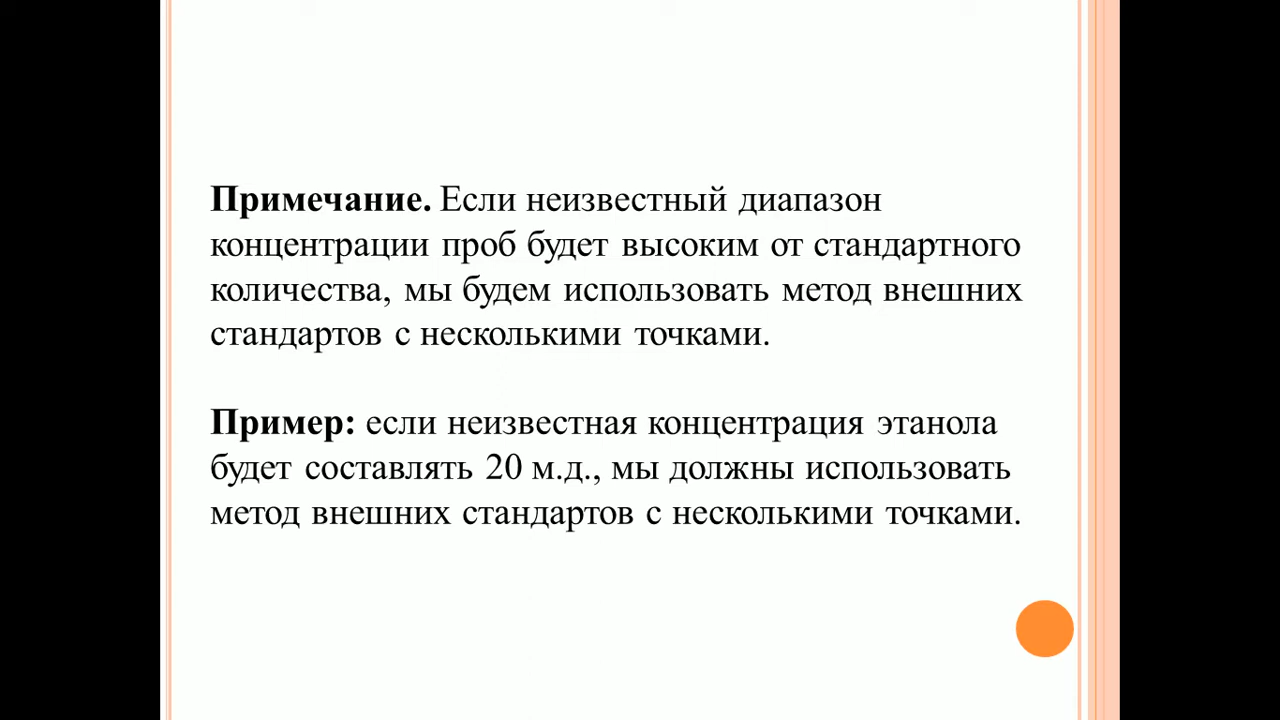 Примечание. Если неизвестный диапазон
концентрации проб будет высоким от стандартного
количества, мы будем использовать метод внешних
стандартов с несколькими точками.
Пример: если неизвестная концентрация этанола
будет составлять 20 м.д., мы должны использовать
метод внешних стандартов с несколькими точками.